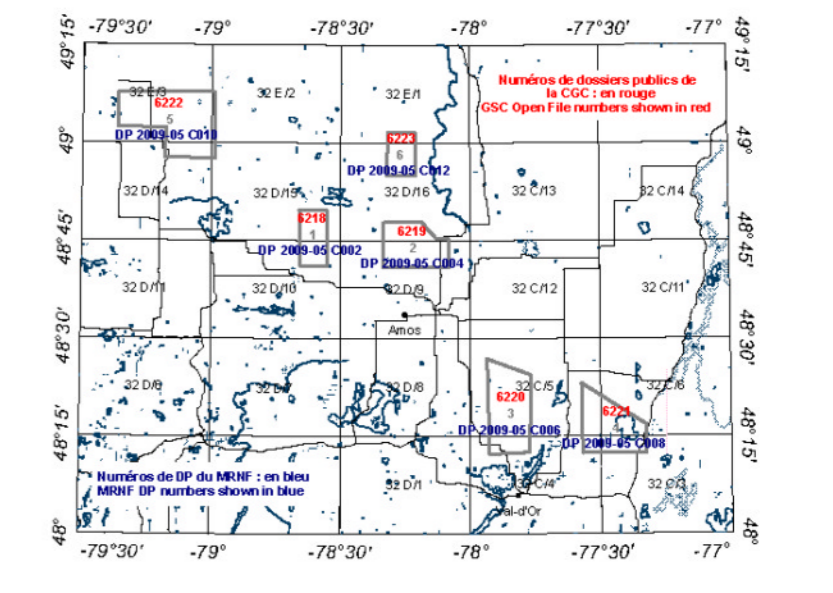 -79°30'
-79°
-78°30'
-78°
-77°30'
-77°
49°15'
49°15'
32 E/3
32 E/2
32 E/1
Numéros de dossiers publics de
la CGC : en rouge
GSC Open File numbers shown in red
6222
5
DP 2009-05 C010
49°
49°
6223
6
DP 2009-05 C012
32 D/14
32 D/15
32 D/16
32 C/13
32 C/14
6218
1
DP 2009-05 C002
6219
2
DP 2009-05 C004
48°45'
48°45'
32 D/11
32 D/10
32 D/9
32 C/12
32 C/11
48°30'
48°30'
Amos
32 D/6
32 D/8
32 C/5
32 C/6
6220
3
DP 2009-05 C006
6221
DP 2009-05 C008
48°15'
48°15'
Numéros de DP du MRNF : en bleu
MRNF DP numbers shown in blue
32 D/1
32 C/4
32 C/3
Val-d'Or
48°
48°
-79°30'
-79°
-78°30'
-78°
-77°30'
-77°